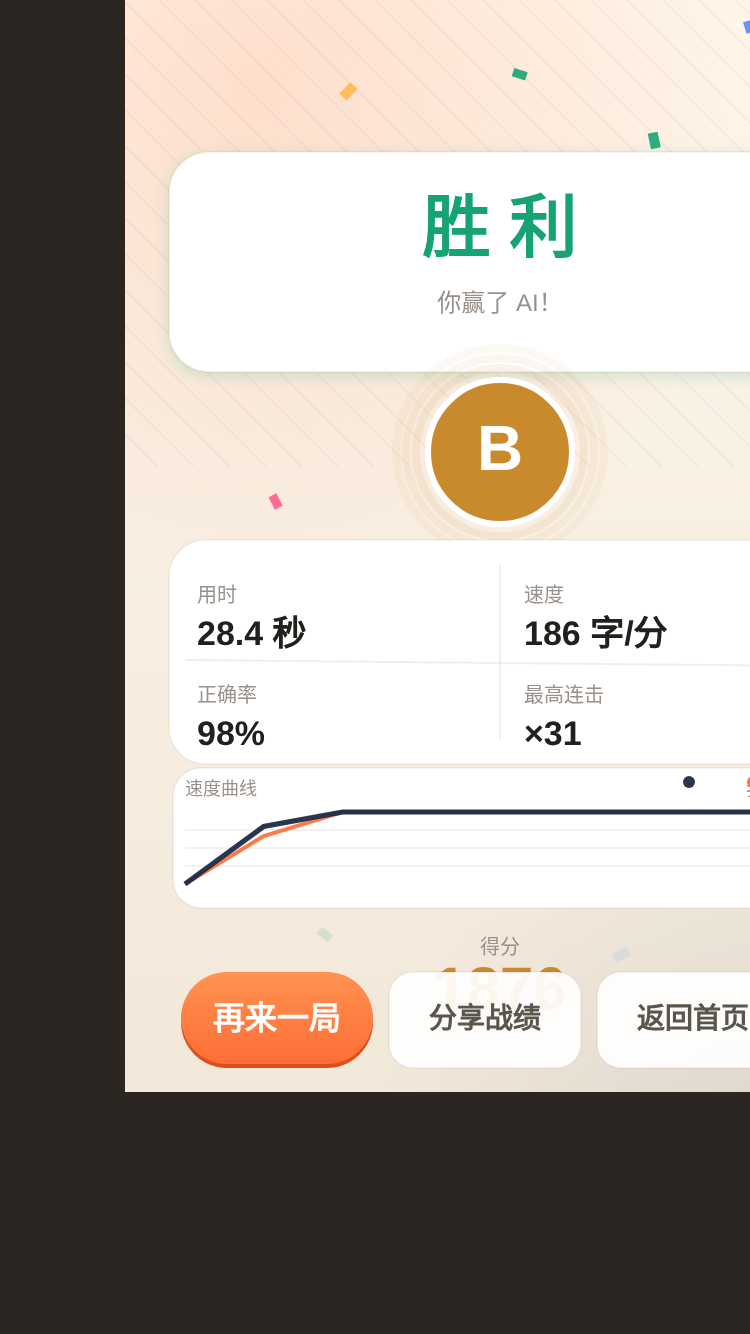 胜利
你赢了 AI!
B
用时
28.4 秒
速度
186 字/分
正确率
98%
最高连击
×31
速度曲线
得分
1876
再来一局
分享战绩
返回首页